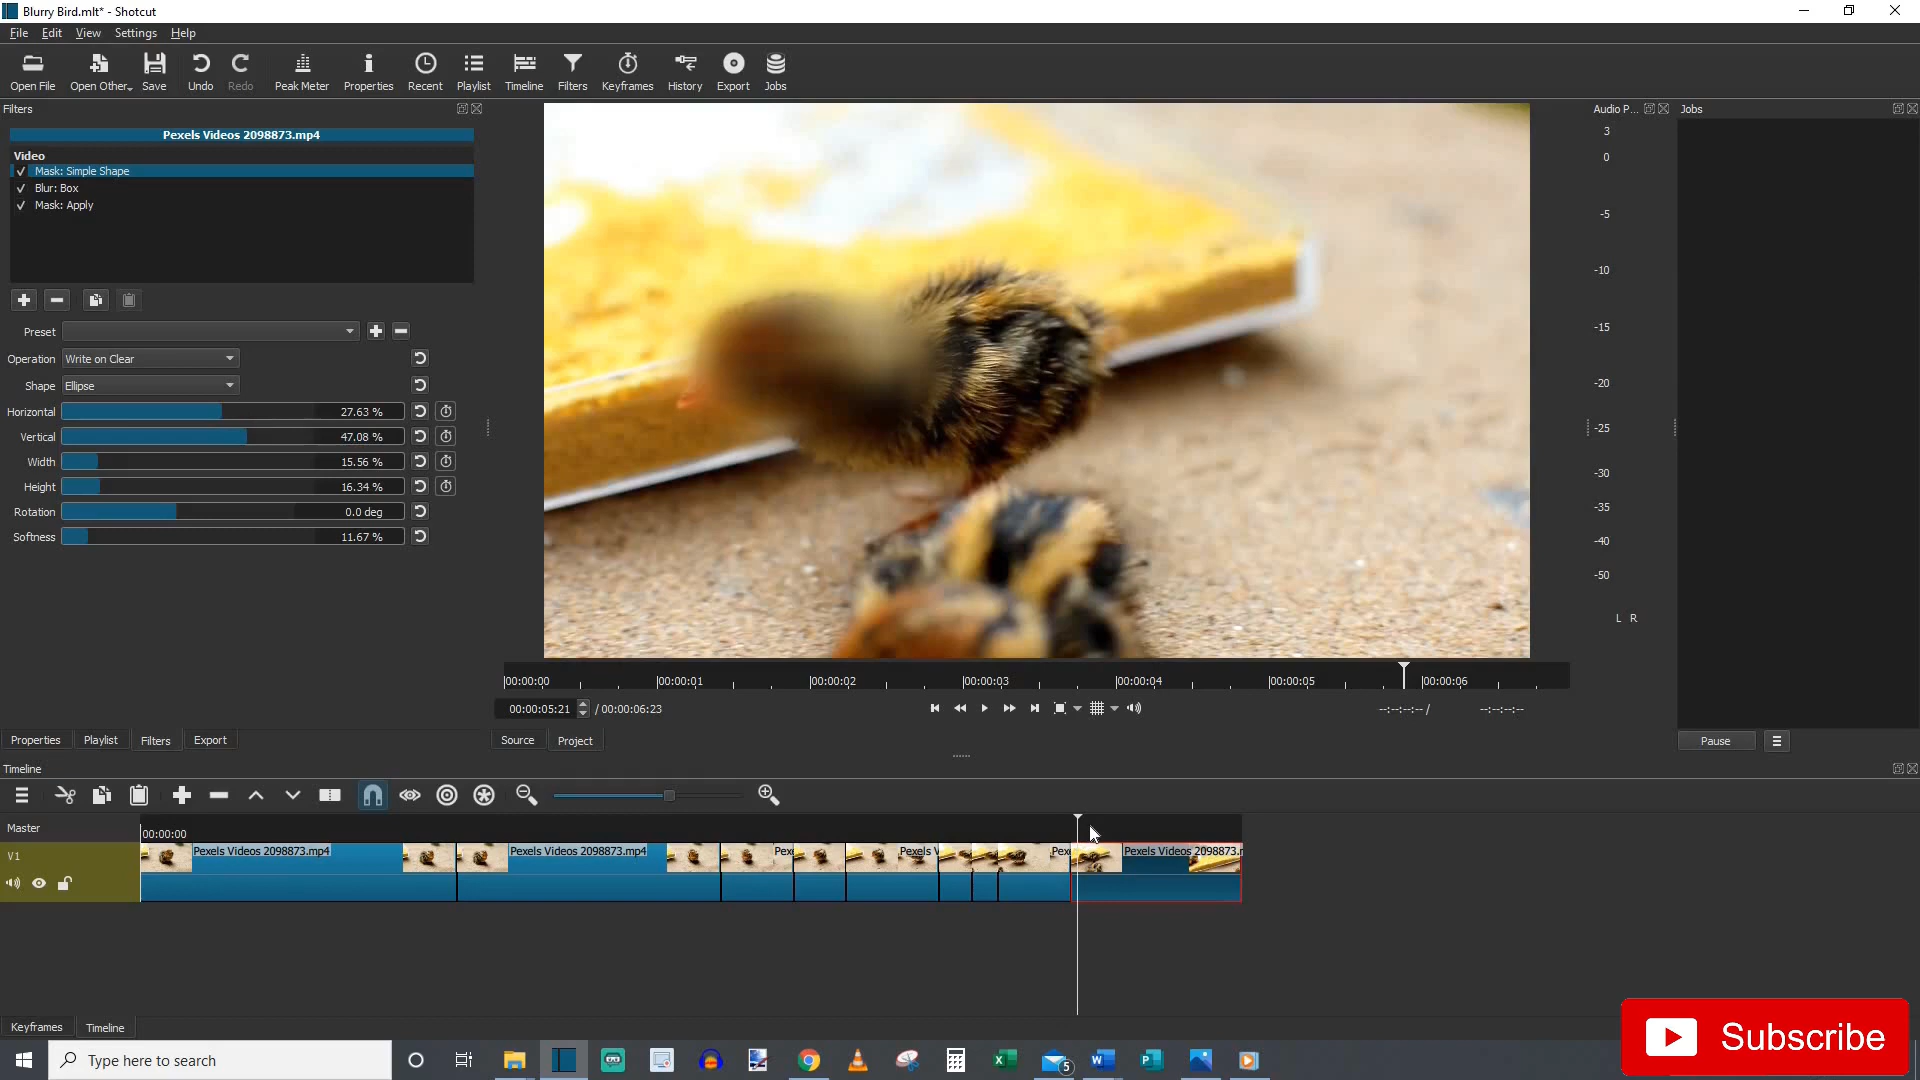 Blurry Bird.mlt* - Shotcut
File Edit View Settings Help
Open File Open Other.. Save Undo Redo Peak Meter Properties Recent Playlist Timeline Filters Keyframes History Export Jobs
Filters
Pexels Videos 2098873.mp4
Video
Mask: Simple Shape
Blur: Box
Mask: Apply
Preset
Operation Write on Clear
Shape Ellipse
Horizontal 27.63 %
Vertical 47.08 %
Width 15.56 %
Height 16.34 %
Rotation 0.0 deg
Softness 11.67 %
Properties Playlist Filters Export
00:00:00 00:00:01 00:00:02 00:00:03 00:00:04 00:00:05 00:00:06
00:00:05:21 / 00:00:06:23 --:--:--:-- / --:--:--:--
Source Project
Audio P...
3
0
-5
-10
-15
-20
-25
-30
-35
-40
-50
L R
Jobs
Pause
Timeline
Master
00:00:00
V1
Pexels Videos 2098873.mp4 Pexels Videos 2098873.mp4 Pex Pexels V Pex Pexels Videos 2098873.m
Keyframes Timeline
Subscribe
Type here to search
5